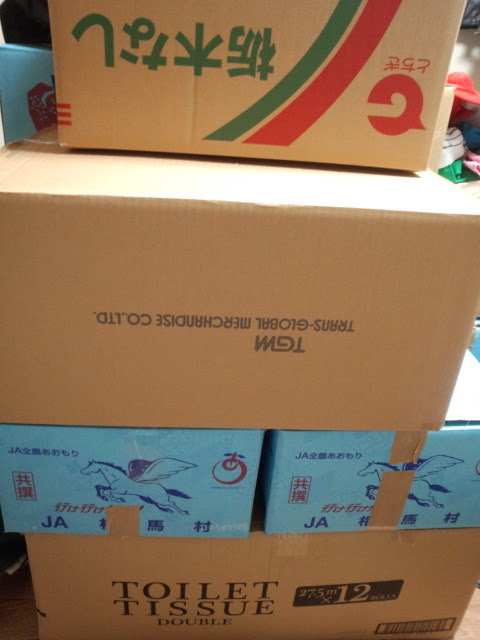 栃木なし
とちぎ
TGM
TRANS-GLOBAL MERCHANDISE CO.,LTD.
JA全農あおもり
共撰
JA 相馬村
JA全農あおもり
共撰
JA 相馬村
TOILET
TISSUE
DOUBLE
27.5m×12ROLLS